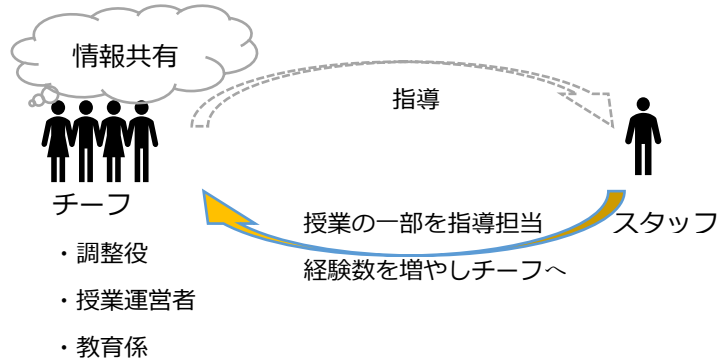 情報共有
指導
チーフ
授業の一部を指導担当
スタッフ
経験数を増やしチーフへ
・調整役
・授業運営者
・教育係